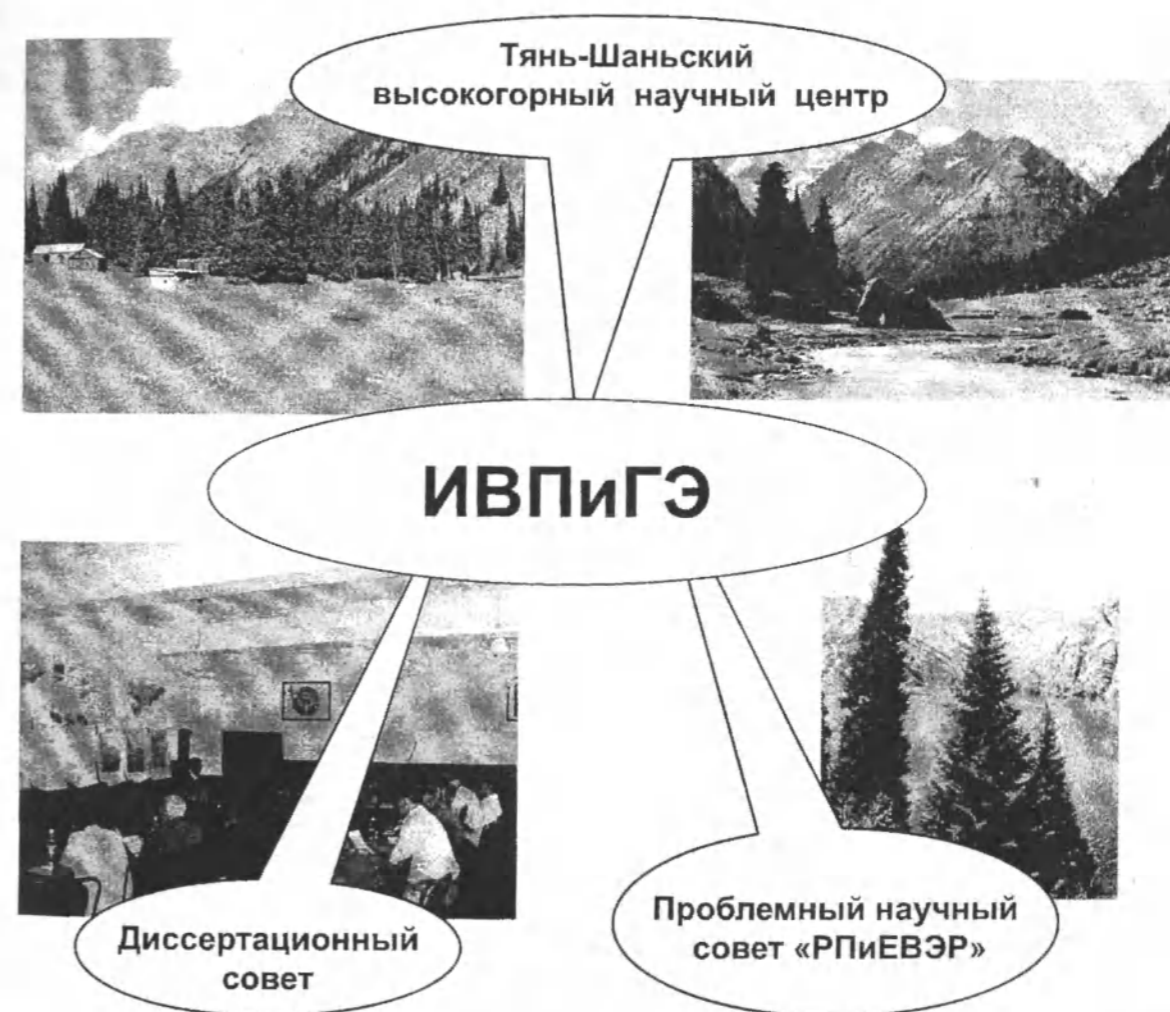 Тянь-Шаньский
высокогорный научный центр
ИВПиГЭ
Диссертационный
совет
Проблемный научный
совет «РПиЕВЭР»